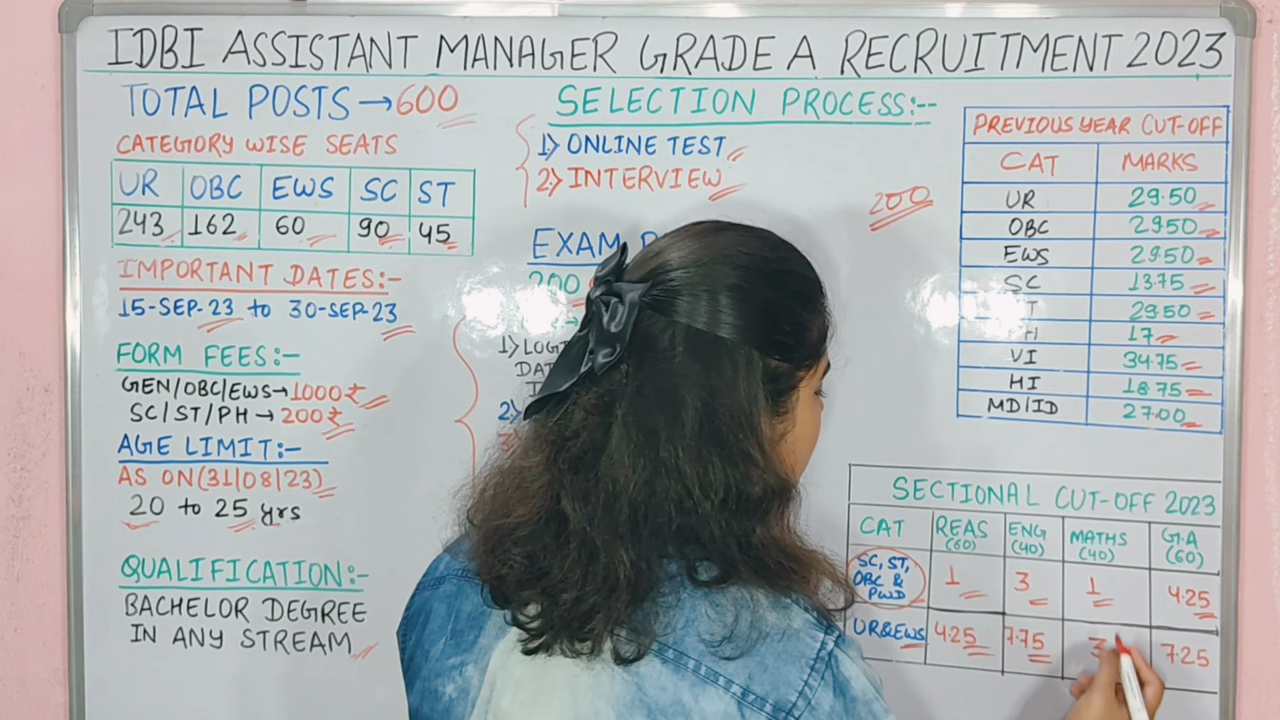 IDBI ASSISTANT MANAGER GRADE A RECRUITMENT 2023
TOTAL POSTS → 600
CATEGORY WISE SEATS
UR OBC EWS SC ST
243 162 60 90 45
IMPORTANT DATES:-
15-SEP-23 to 30-SEP-23
FORM FEES:-
GEN/OBC/EWS→1000₹
SC/ST/PH → 200₹
AGE LIMIT:-
AS ON(31/08/23)
20 to 25 yrs
QUALIFICATION:-
BACHELOR DEGREE
IN ANY STREAM
SELECTION PROCESS:--
1> ONLINE TEST
2> INTERVIEW
EXAM
200
1>
2>
200
PREVIOUS YEAR CUT-OFF
CAT MARKS
UR 29.50
OBC 29.50
EWS 29.50
SC 13.75
29.50
17
VI 34.75
HI 18.75
MD/ID 27.00
SECTIONAL CUT-OFF 2023
CAT REAS (60) ENG (40) MATHS (40) G.A (60)
SC, ST, OBC & PWD 1 3 1 4.25
UR&EWS 4.25 7.75 3 7.25